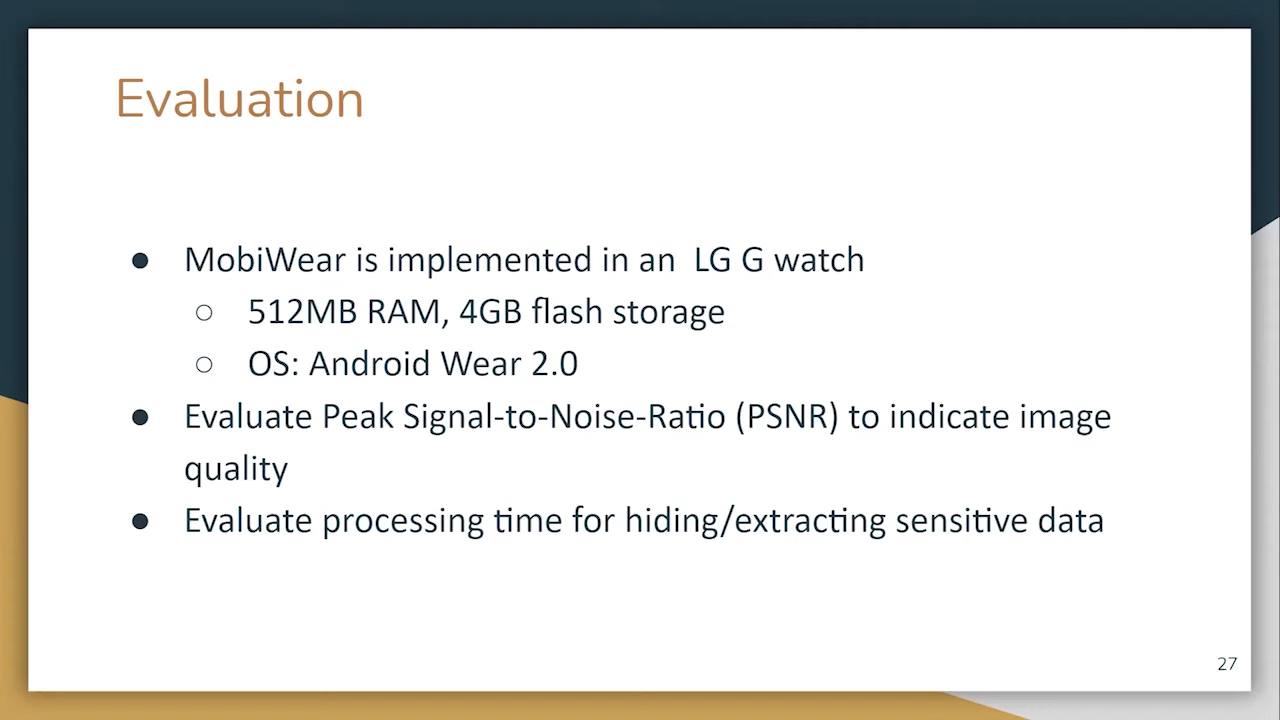 Evaluation
● MobiWear is implemented in an LG G watch
○ 512MB RAM, 4GB flash storage
○ OS: Android Wear 2.0
● Evaluate Peak Signal-to-Noise-Ratio (PSNR) to indicate image
quality
● Evaluate processing time for hiding/extracting sensitive data
27